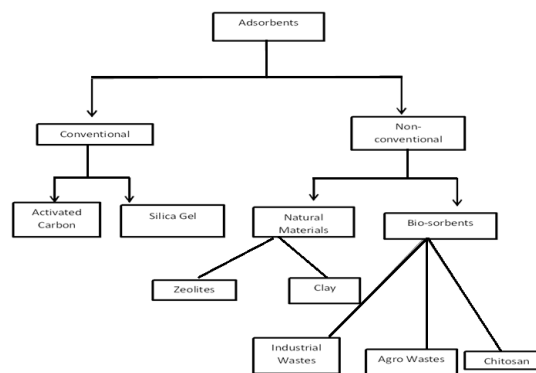 Adsorbents
Conventional
Non-
conventional
Activated
Carbon
Silica Gel
Natural
Materials
Bio-sorbents
Zeolites
Clay
Industrial
Wastes
Agro Wastes
Chitosan